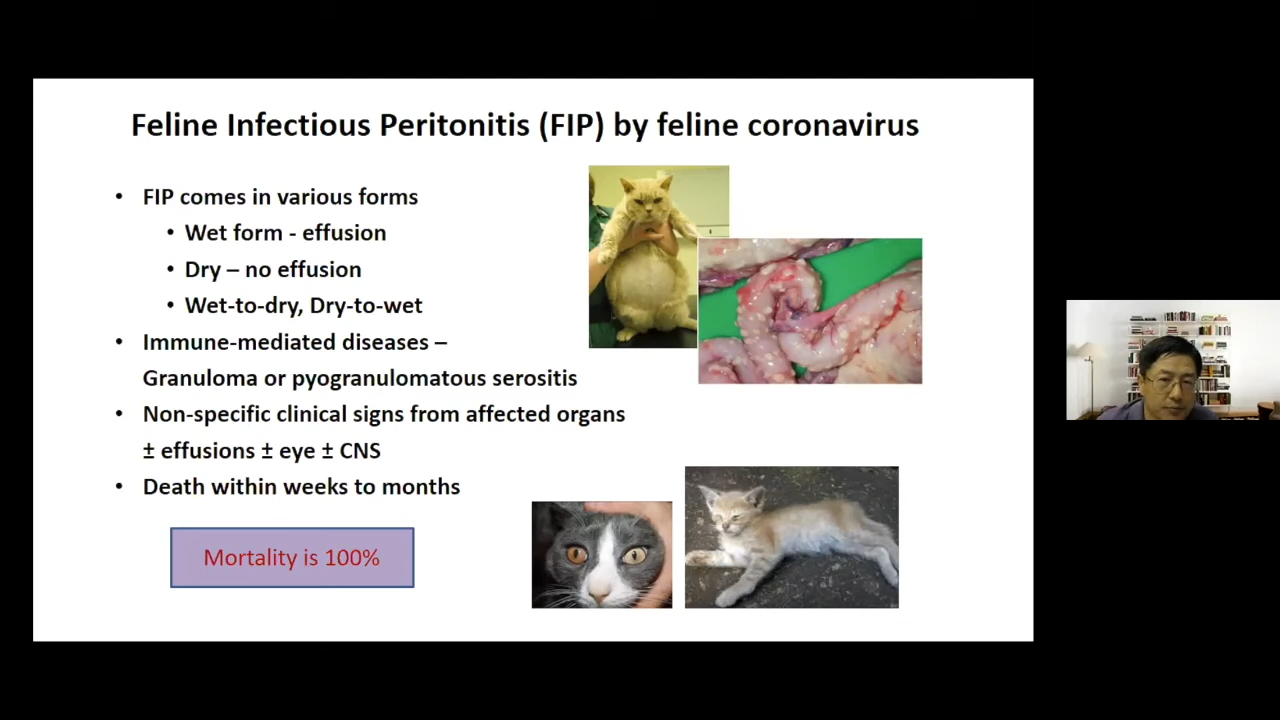 Feline Infectious Peritonitis (FIP) by feline coronavirus
• FIP comes in various forms
• Wet form - effusion
• Dry – no effusion
• Wet-to-dry, Dry-to-wet
• Immune-mediated diseases –
Granuloma or pyogranulomatous serositis
• Non-specific clinical signs from affected organs
± effusions ± eye ± CNS
• Death within weeks to months
Mortality is 100%